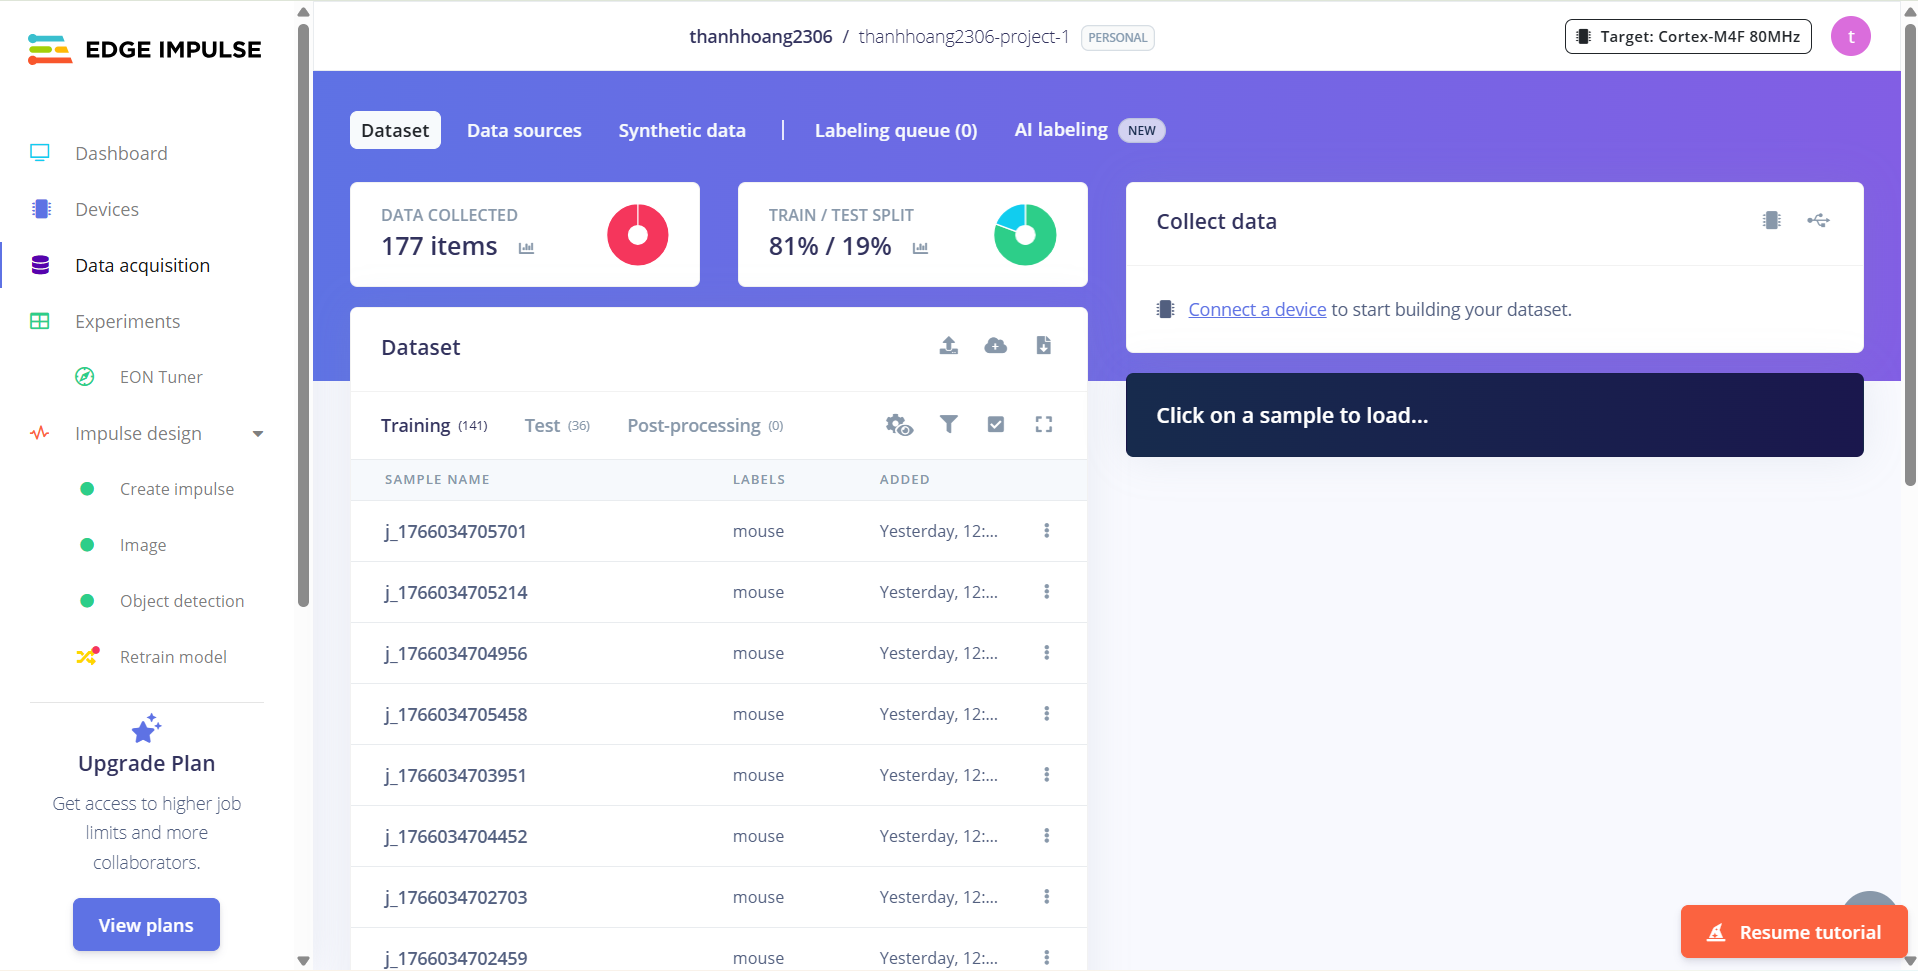 EDGE IMPULSE
thanhhoang2306 / thanhhoang2306-project-1 PERSONAL
Target: Cortex-M4F 80MHz
t
Dashboard
Devices
Data acquisition
Experiments
EON Tuner
Impulse design
Create impulse
Image
Object detection
Retrain model
Upgrade Plan
Get access to higher job
limits and more
collaborators.
View plans
Dataset
Data sources
Synthetic data
Labeling queue (0)
AI labeling NEW
DATA COLLECTED
177 items
TRAIN / TEST SPLIT
81% / 19%
Collect data
Connect a device to start building your dataset.
Click on a sample to load...
Dataset
Training (141)
Test (36)
Post-processing (0)
SAMPLE NAME LABELS ADDED
j_1766034705701 mouse Yesterday, 12:...
j_1766034705214 mouse Yesterday, 12:...
j_1766034704956 mouse Yesterday, 12:...
j_1766034705458 mouse Yesterday, 12:...
j_1766034703951 mouse Yesterday, 12:...
j_1766034704452 mouse Yesterday, 12:...
j_1766034702703 mouse Yesterday, 12:...
j_1766034702459 mouse Yesterday, 12:...
Resume tutorial